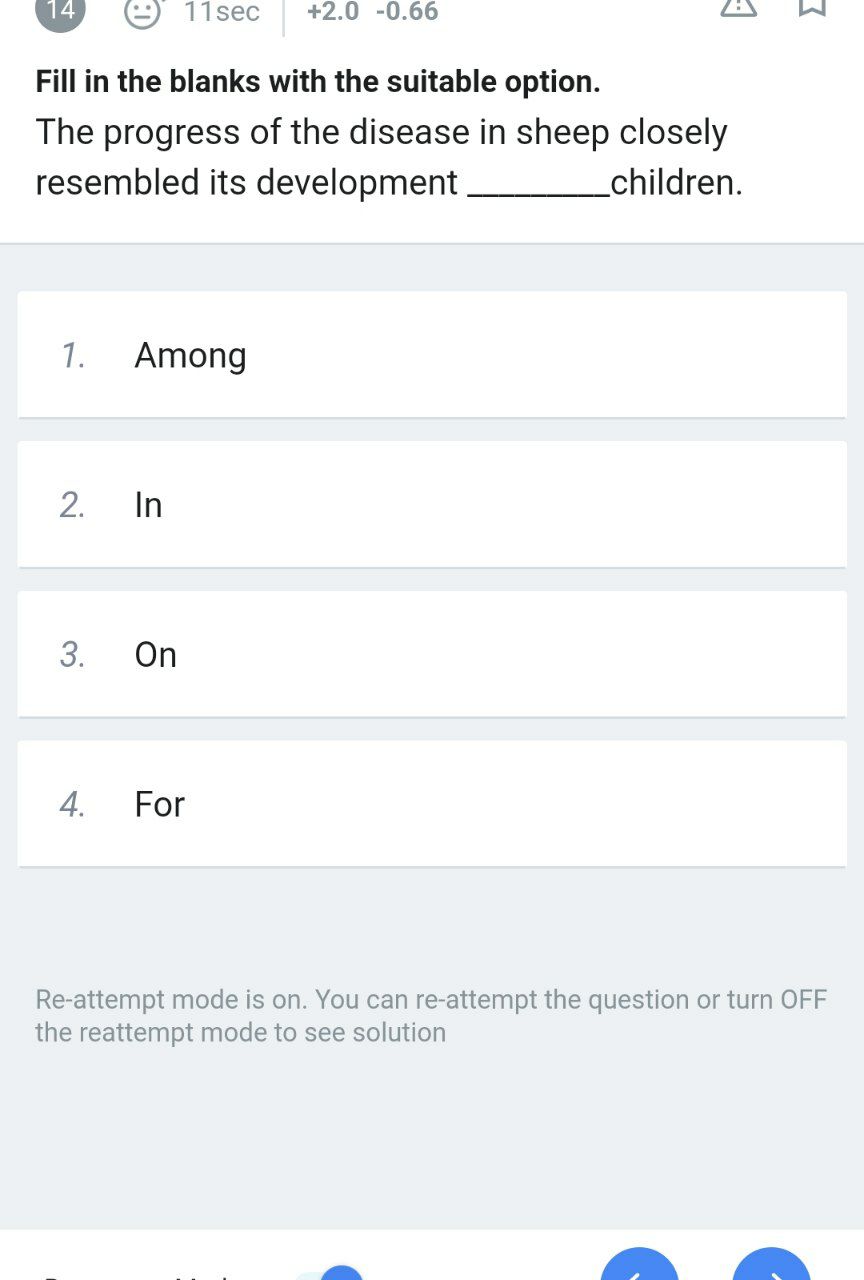 14 11sec +2.0 -0.66
Fill in the blanks with the suitable option.
The progress of the disease in sheep closely
resembled its development _________children.
1. Among
2. In
3. On
4. For
Re-attempt mode is on. You can re-attempt the question or turn OFF
the reattempt mode to see solution